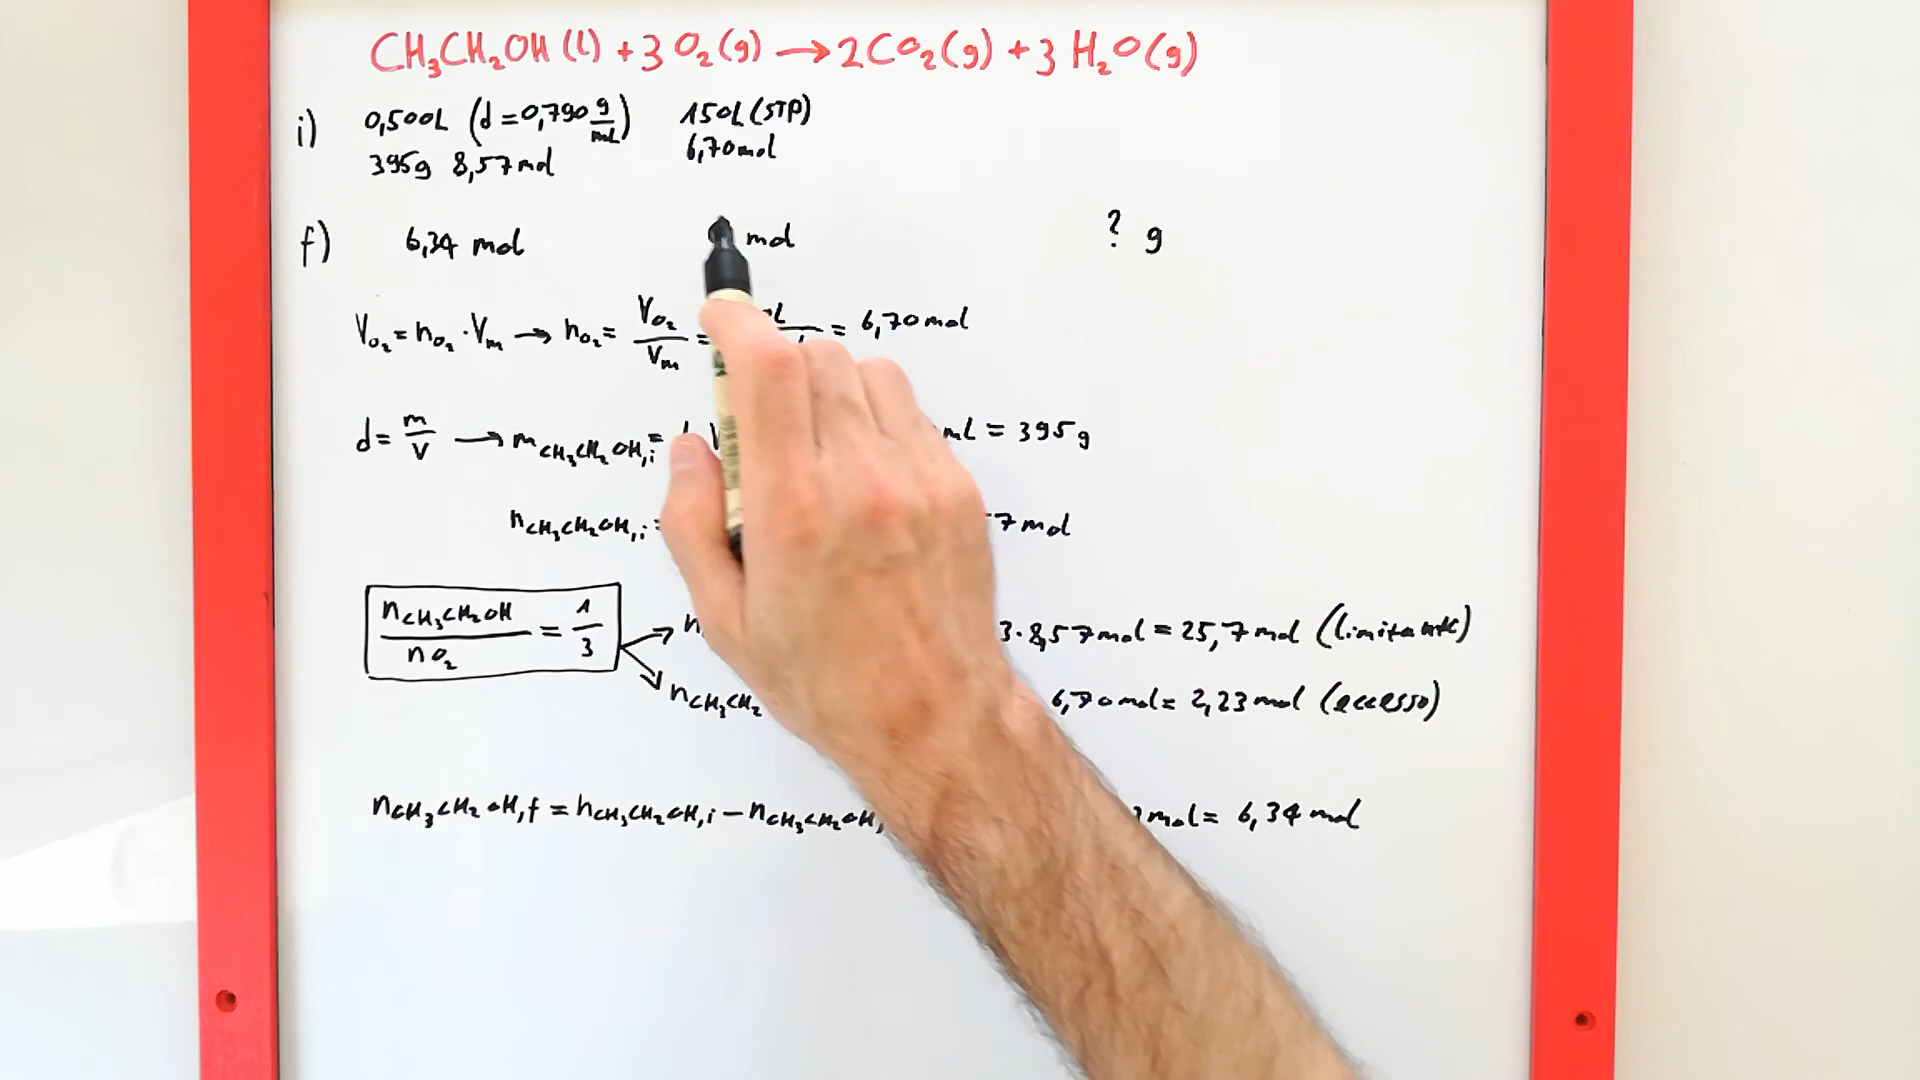 CH₃CH₂OH (l) + 3 O₂ (g) → 2 CO₂ (g) + 3 H₂O (g)
i) 0,500L (d = 0,790 g/mL) 150L (STP)
395g 8,57 mol 6,70 mol
f) 6,34 mol mol ? g
V_O₂ = n_O₂ · V_m → n_O₂ = V_O₂ / V_m = L = 6,70 mol
d = m/V → m_CH₃CH₂OH,i = mL = 395 g
n_CH₃CH₂OH,i = 7 mol
n_CH₃CH₂OH / n_O₂ = 1/3
3 · 8,57 mol = 25,7 mol (limitante)
n_CH₃CH₂ 6,70 mol = 2,23 mol (eccesso)
n_CH₃CH₂OH,f = n_CH₃CH₂OH,i − n_CH₃CH₂OH, mol = 6,34 mol